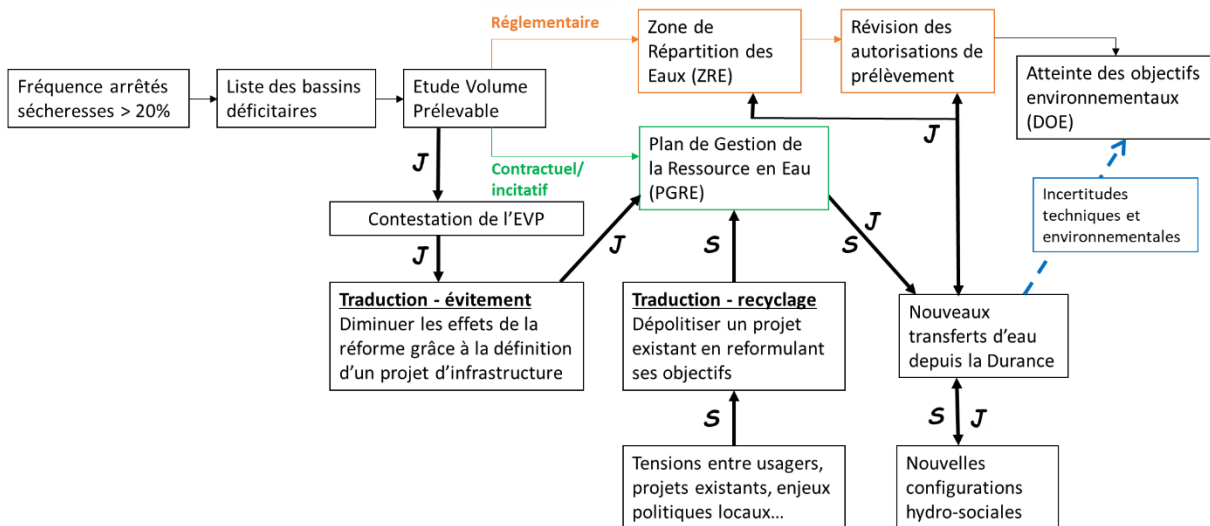 Réglementaire
Zone de
Répartition des
Eaux (ZRE)
Révision des
autorisations de
prélèvement
Fréquence arrêtés
sécheresses > 20%
Liste des bassins
déficitaires
Etude Volume
Prélevable
Atteinte des objectifs
environnementaux
(DOE)
J
J
Contractuel/
incitatif
Plan de Gestion de
la Ressource en Eau
(PGRE)
Incertitudes
techniques et
environnementales
Contestation de l'EVP
J
J
S
S
J
Traduction - évitement
Diminuer les effets de la
réforme grâce à la définition
d'un projet d'infrastructure
Traduction - recyclage
Dépolitiser un projet
existant en reformulant
ses objectifs
Nouveaux
transferts d'eau
depuis la Durance
S
S
J
Tensions entre usagers,
projets existants, enjeux
politiques locaux...
Nouvelles
configurations
hydro-sociales